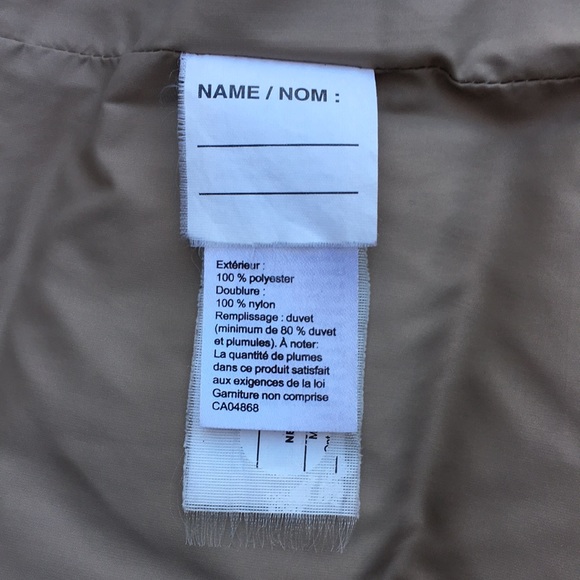 NAME / NOM :
Extérieur :
100 % polyester
Doublure :
100 % nylon
Remplissage : duvet
(minimum de 80 % duvet
et plumules). À noter:
La quantité de plumes
dans ce produit satisfait
aux exigences de la loi
Garniture non comprise
CA04868